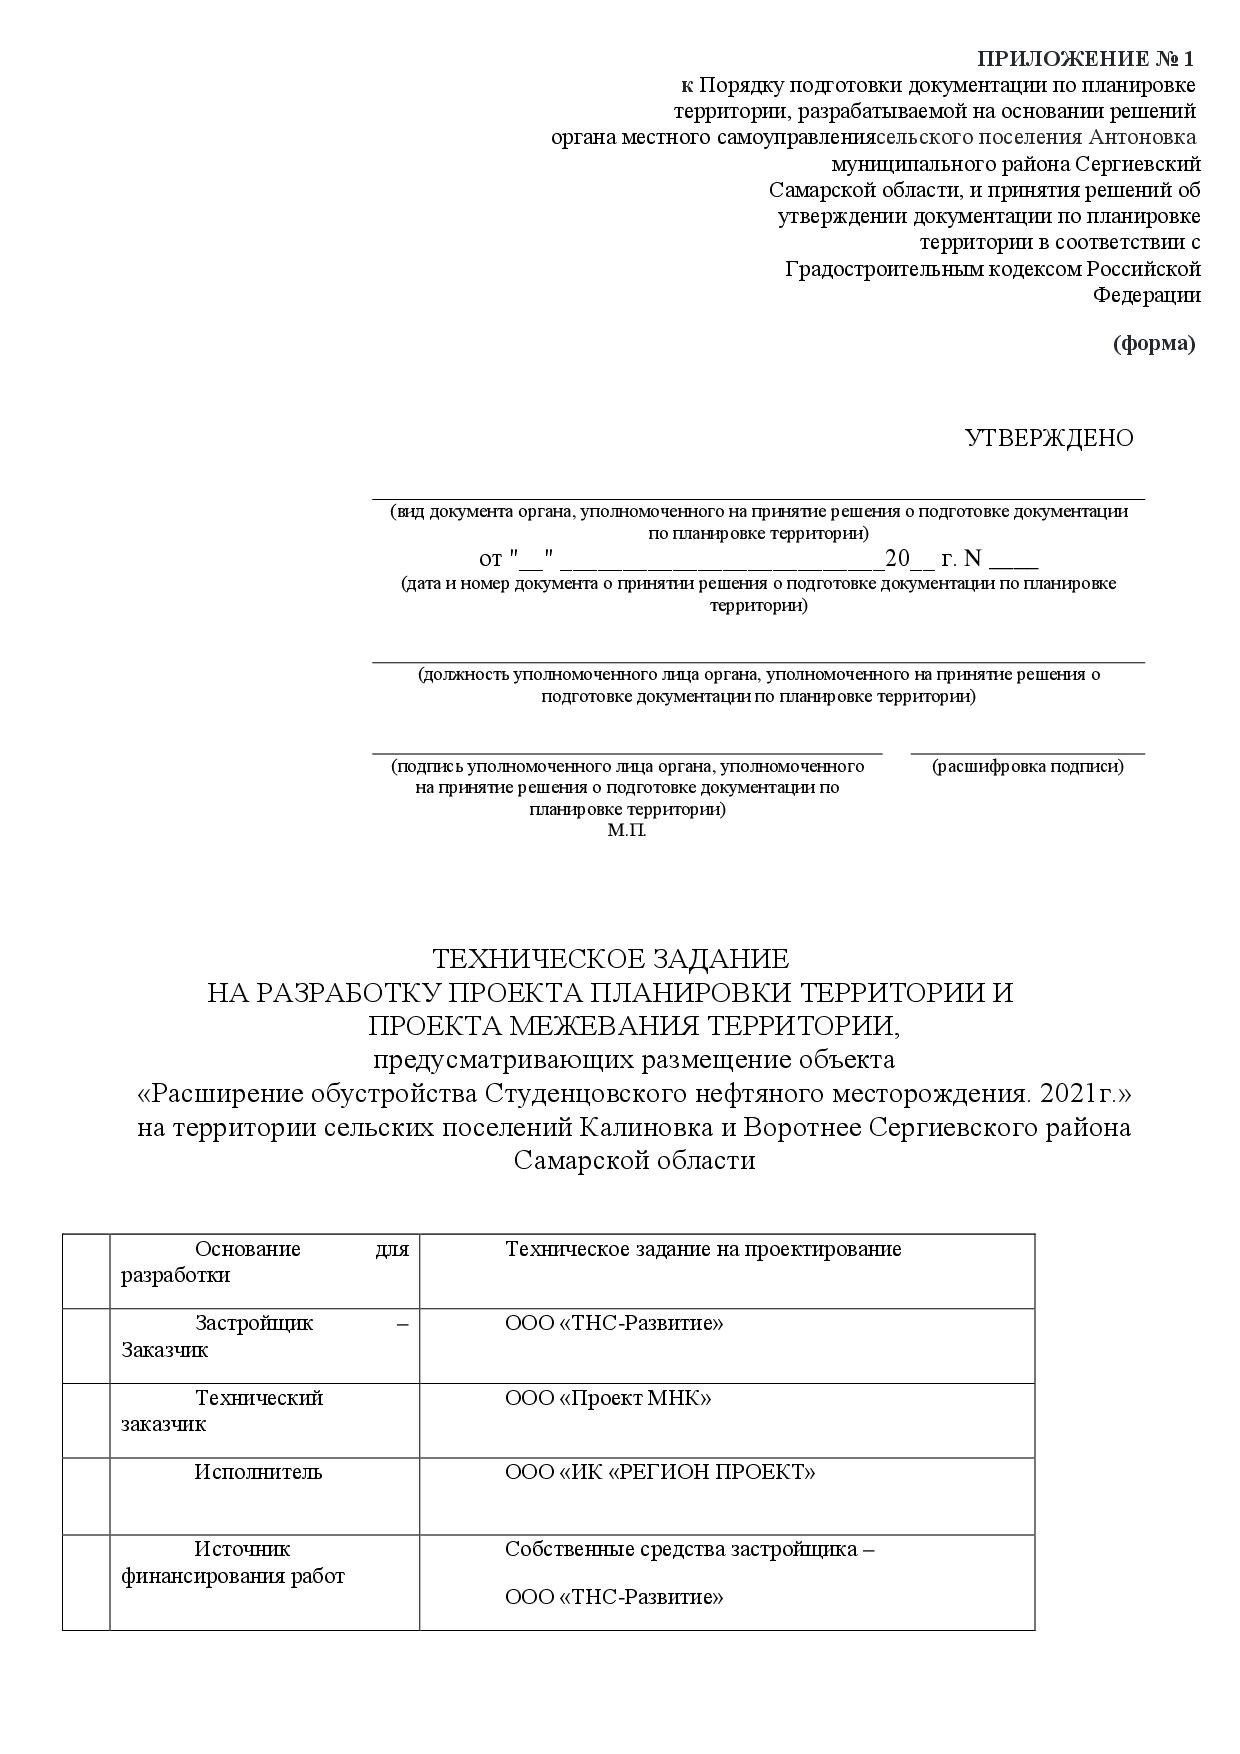 ПРИЛОЖЕНИЕ № 1
к Порядку подготовки документации по планировке
территории, разрабатываемой на основании решений
органа местного самоуправлениясельского поселения Антоновка
муниципального района Сергиевский
Самарской области, и принятия решений об
утверждении документации по планировке
территории в соответствии с
Градостроительным кодексом Российской
Федерации
(форма)
УТВЕРЖДЕНО
(вид документа органа, уполномоченного на принятие решения о подготовке документации
по планировке территории)
от "__" __________________________20__ г. N ____
(дата и номер документа о принятии решения о подготовке документации по планировке
территории)
(должность уполномоченного лица органа, уполномоченного на принятие решения о
подготовке документации по планировке территории)
(подпись уполномоченного лица органа, уполномоченного
на принятие решения о подготовке документации по
планировке территории)
М.П.
(расшифровка подписи)
ТЕХНИЧЕСКОЕ ЗАДАНИЕ
НА РАЗРАБОТКУ ПРОЕКТА ПЛАНИРОВКИ ТЕРРИТОРИИ И
ПРОЕКТА МЕЖЕВАНИЯ ТЕРРИТОРИИ,
предусматривающих размещение объекта
«Расширение обустройства Студенцовского нефтяного месторождения. 2021г.»
на территории сельских поселений Калиновка и Воротнее Сергиевского района
Самарской области
Основание для
разработки
Техническое задание на проектирование
Застройщик –
Заказчик
ООО «ТНС-Развитие»
Технический
заказчик
ООО «Проект МНК»
Исполнитель
ООО «ИК «РЕГИОН ПРОЕКТ»
Источник
финансирования работ
Собственные средства застройщика –
ООО «ТНС-Развитие»